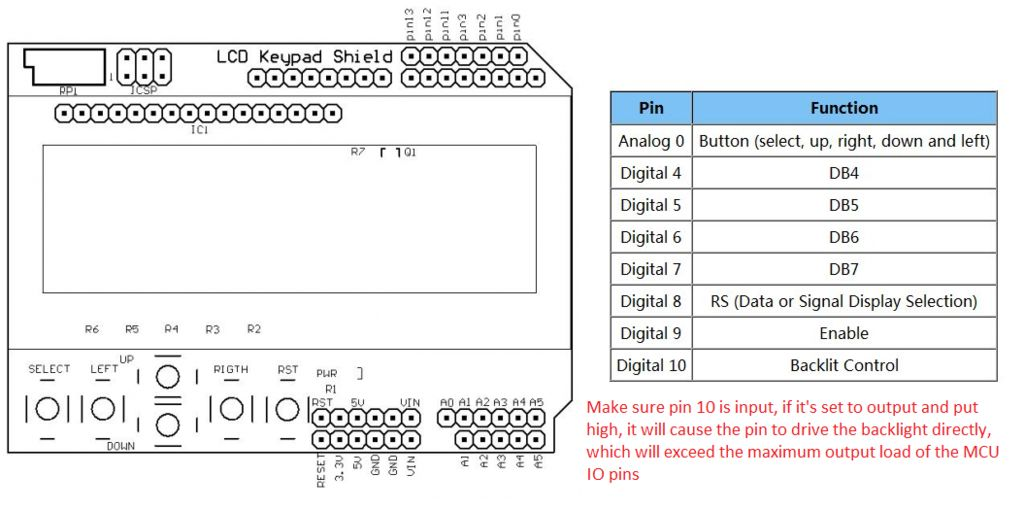 pin13 pin12 pin11 pin3 pin2 pin1 pin0
LCD Keypad Shield
1
RP1 ICSP
IC1
R7 Q1
R6 R5 R4 R3 R2
SELECT LEFT UP RIGTH RST PWR
R1
RST 5V VIN A0 A1 A2 A3 A4 A5
DOWN
RESET 3.3V 5V GND GND VIN A1 A2 A3 A4 A5
Pin Function
Analog 0 Button (select, up, right, down and left)
Digital 4 DB4
Digital 5 DB5
Digital 6 DB6
Digital 7 DB7
Digital 8 RS (Data or Signal Display Selection)
Digital 9 Enable
Digital 10 Backlit Control
Make sure pin 10 is input, if it's set to output and put
high, it will cause the pin to drive the backlight directly,
which will exceed the maximum output load of the MCU
IO pins